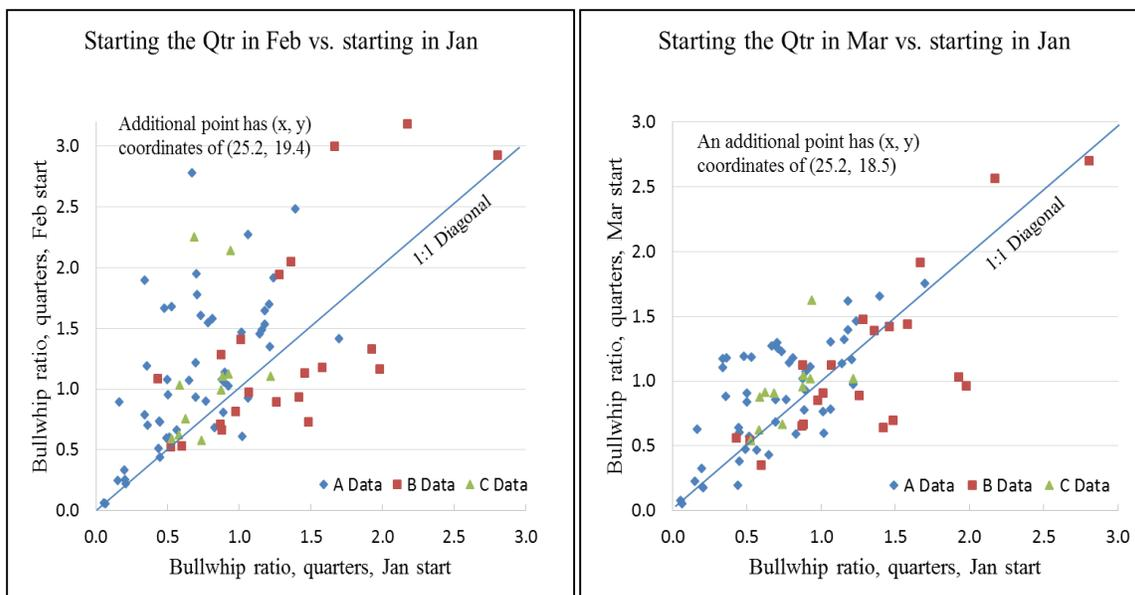 Starting the Qtr in Feb vs. starting in Jan
Additional point has (x, y)
coordinates of (25.2, 19.4)
3.0
2.5
2.0
1.5
1.0
0.5
0.0
Bullwhip ratio, quarters, Feb start
1:1 Diagonal
A Data B Data C Data
0.0 0.5 1.0 1.5 2.0 2.5 3.0
Bullwhip ratio, quarters, Jan start
Starting the Qtr in Mar vs. starting in Jan
An additional point has (x, y)
coordinates of (25.2, 18.5)
3.0
2.5
2.0
1.5
1.0
0.5
0.0
Bullwhip ratio, quarters, Mar start
1:1 Diagonal
A Data B Data C Data
0.0 0.5 1.0 1.5 2.0 2.5 3.0
Bullwhip ratio, quarters, Jan start